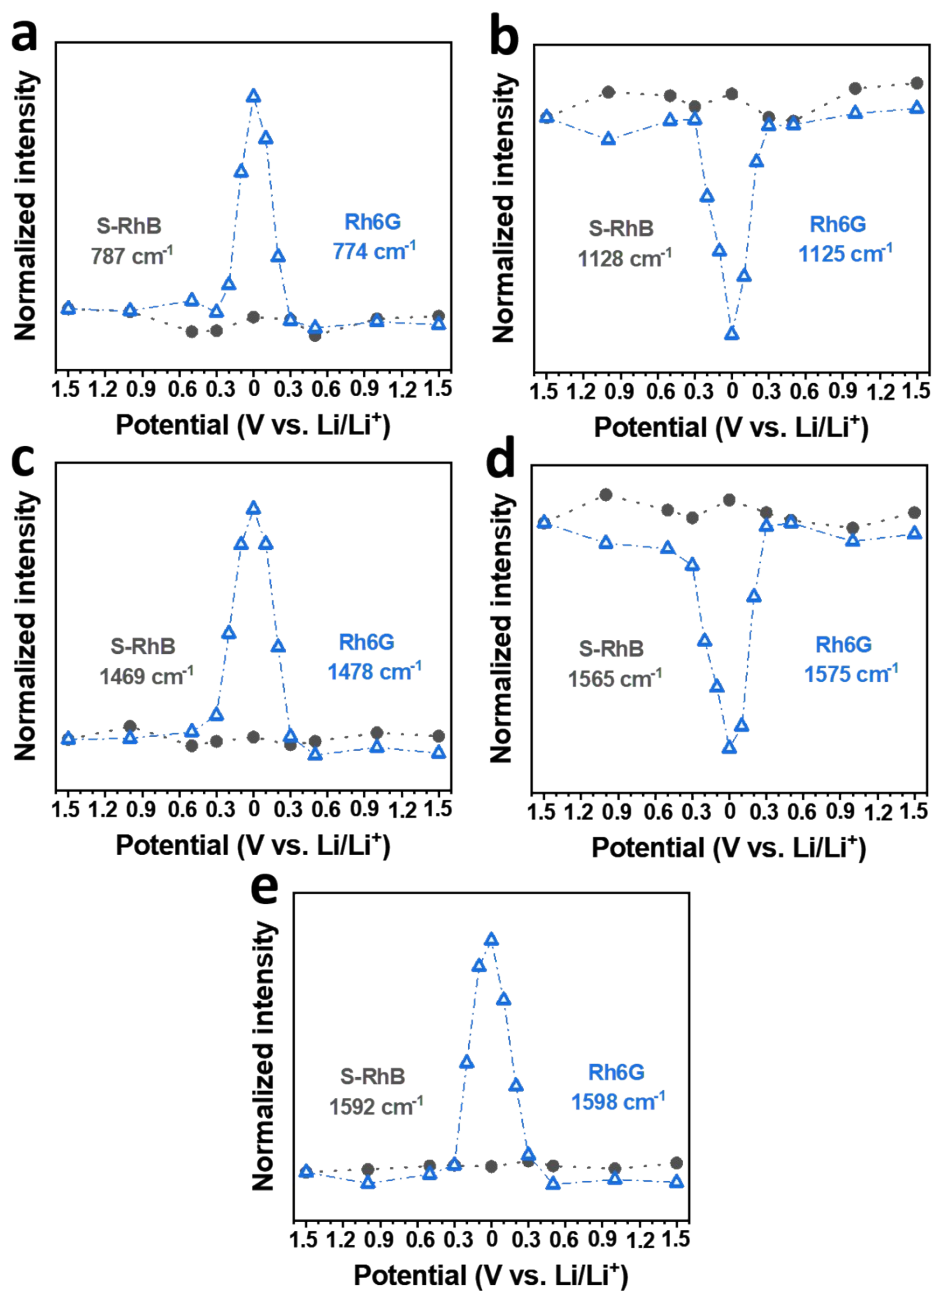 a
Normalized intensity
S-RhB
787 cm-1
Rh6G
774 cm-1
1.5 1.2 0.9 0.6 0.3 0 0.3 0.6 0.9 1.2 1.5
Potential (V vs. Li/Li+)
b
Normalized intensity
S-RhB
1128 cm-1
Rh6G
1125 cm-1
1.5 1.2 0.9 0.6 0.3 0 0.3 0.6 0.9 1.2 1.5
Potential (V vs. Li/Li+)
c
Normalized intensity
S-RhB
1469 cm-1
Rh6G
1478 cm-1
1.5 1.2 0.9 0.6 0.3 0 0.3 0.6 0.9 1.2 1.5
Potential (V vs. Li/Li+)
d
Normalized intensity
S-RhB
1565 cm-1
Rh6G
1575 cm-1
1.5 1.2 0.9 0.6 0.3 0 0.3 0.6 0.9 1.2 1.5
Potential (V vs. Li/Li+)
e
Normalized intensity
S-RhB
1592 cm-1
Rh6G
1598 cm-1
1.5 1.2 0.9 0.6 0.3 0 0.3 0.6 0.9 1.2 1.5
Potential (V vs. Li/Li+)